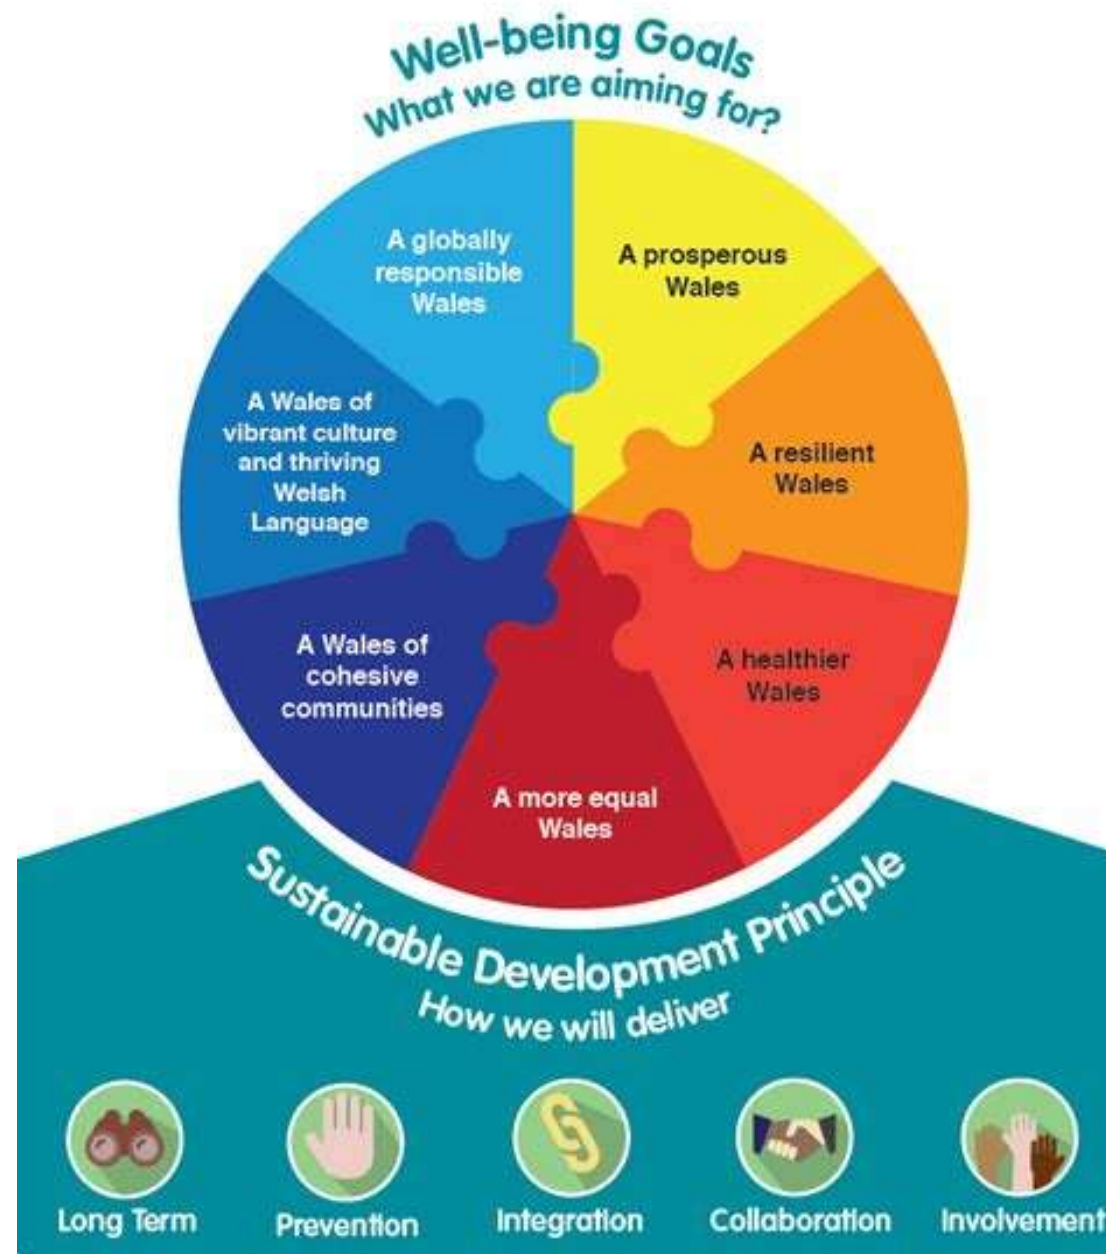 Well-being Goals
What we are aiming for?
A globally
responsible
Wales
A prosperous
Wales
A Wales of
vibrant culture
and thriving
Welsh
Language
A resilient
Wales
A Wales of
cohesive
communities
A healthier
Wales
A more equal
Wales
Sustainable Development Principle
How we will deliver
Long Term
Prevention
Integration
Collaboration
Involvement